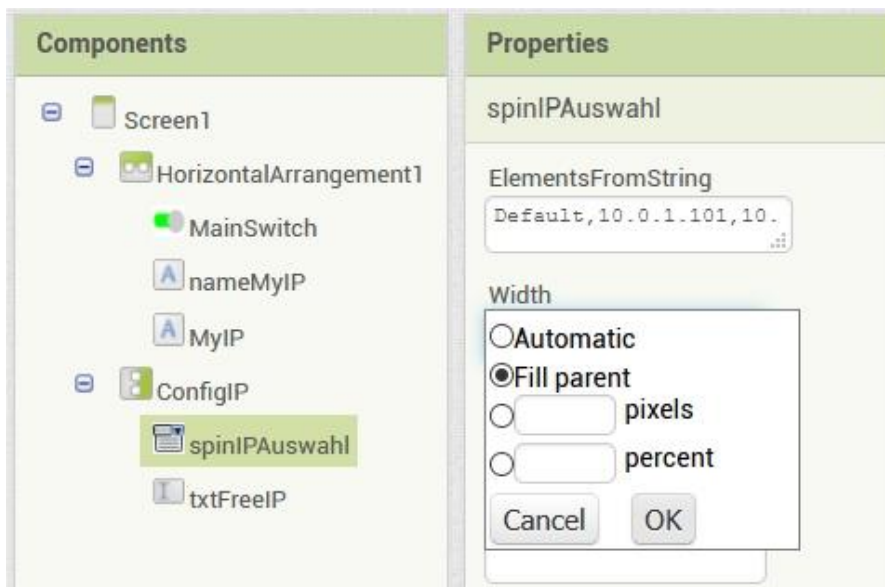 Components
Screen1
HorizontalArrangement1
MainSwitch
nameMyIP
MyIP
ConfigIP
spinIPAuswahl
txtFreeIP
Properties
spinIPAuswahl
ElementsFromString
Default,10.0.1.101,10.
Width
Automatic
Fill parent
pixels
percent
Cancel OK